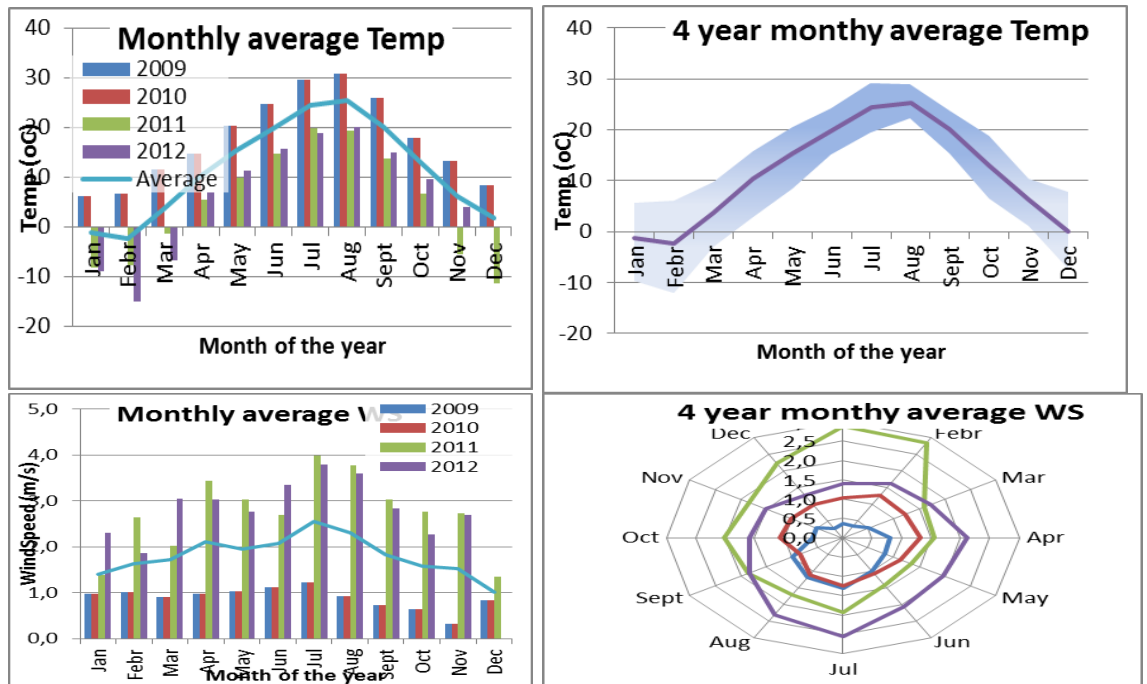 Monthly average Temp
2009
2010
2011
2012
Average
40
30
20
10
0
-10
-20
Temp (oC)
Jan Febr Mar Apr May Jun Jul Aug Sept Oct Nov Dec
Month of the year
4 year monthy average Temp
40
30
20
10
0
-10
-20
Temp (oC)
Jan Febr Mar Apr May Jun Jul Aug Sept Oct Nov Dec
Month of the year
Monthly average WS
2009
2010
2011
2012
5,0
4,0
3,0
2,0
1,0
0,0
WindSpeed (m/s)
Jan Febr Mar Apr May Jun Jul Aug Sept Oct Nov Dec
Month of the year
4 year monthy average WS
Dec Febr
2,5
Nov 2,0 Mar
1,5
1,0
0,5
Oct 0,0 Apr
Sept May
Aug Jun
Jul